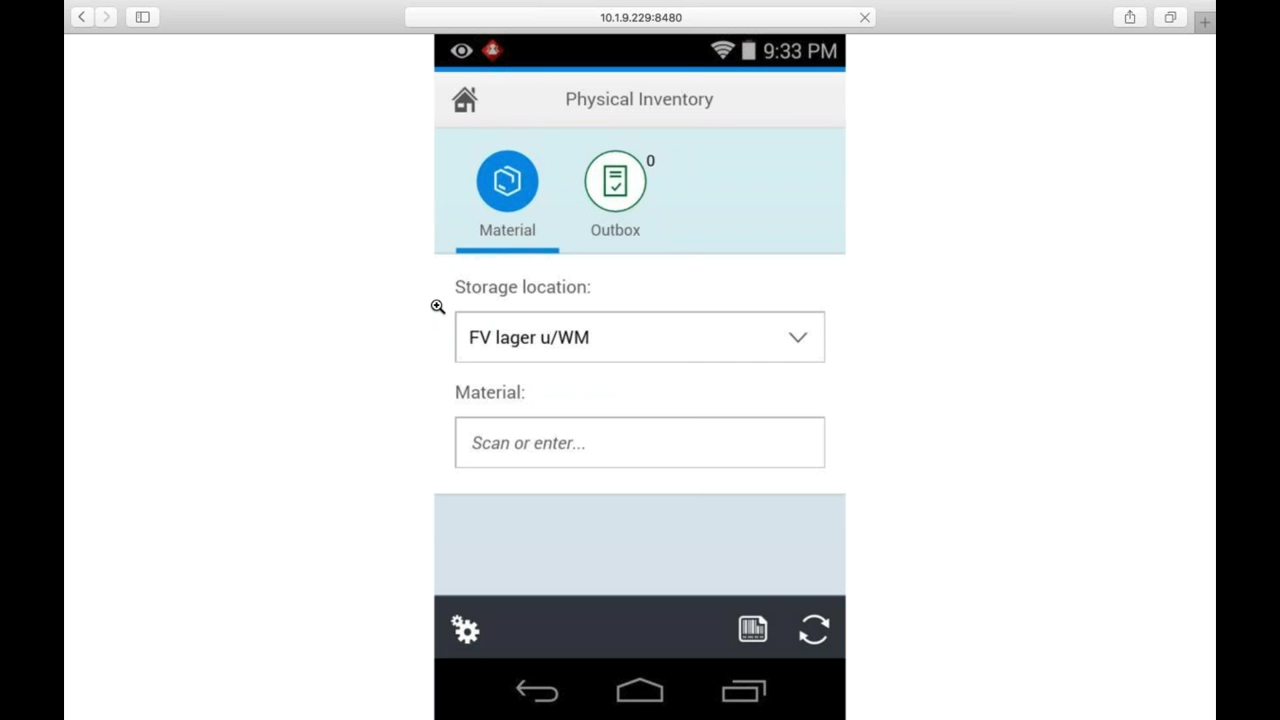 10.1.9.229:8480
9:33 PM
Physical Inventory
0
Material
Outbox
Storage location:
FV lager u/WM
Material:
Scan or enter...